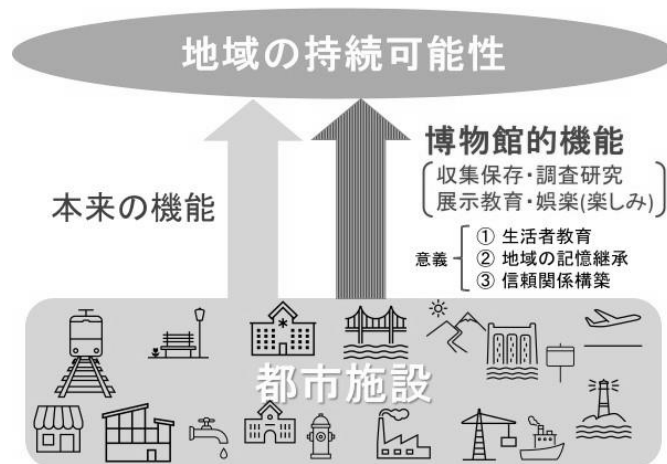 地域の持続可能性
本来の機能
博物館的機能
収集保存・調査研究
展示教育・娯楽(楽しみ)
意義
① 生活者教育
② 地域の記憶継承
③ 信頼関係構築
都市施設